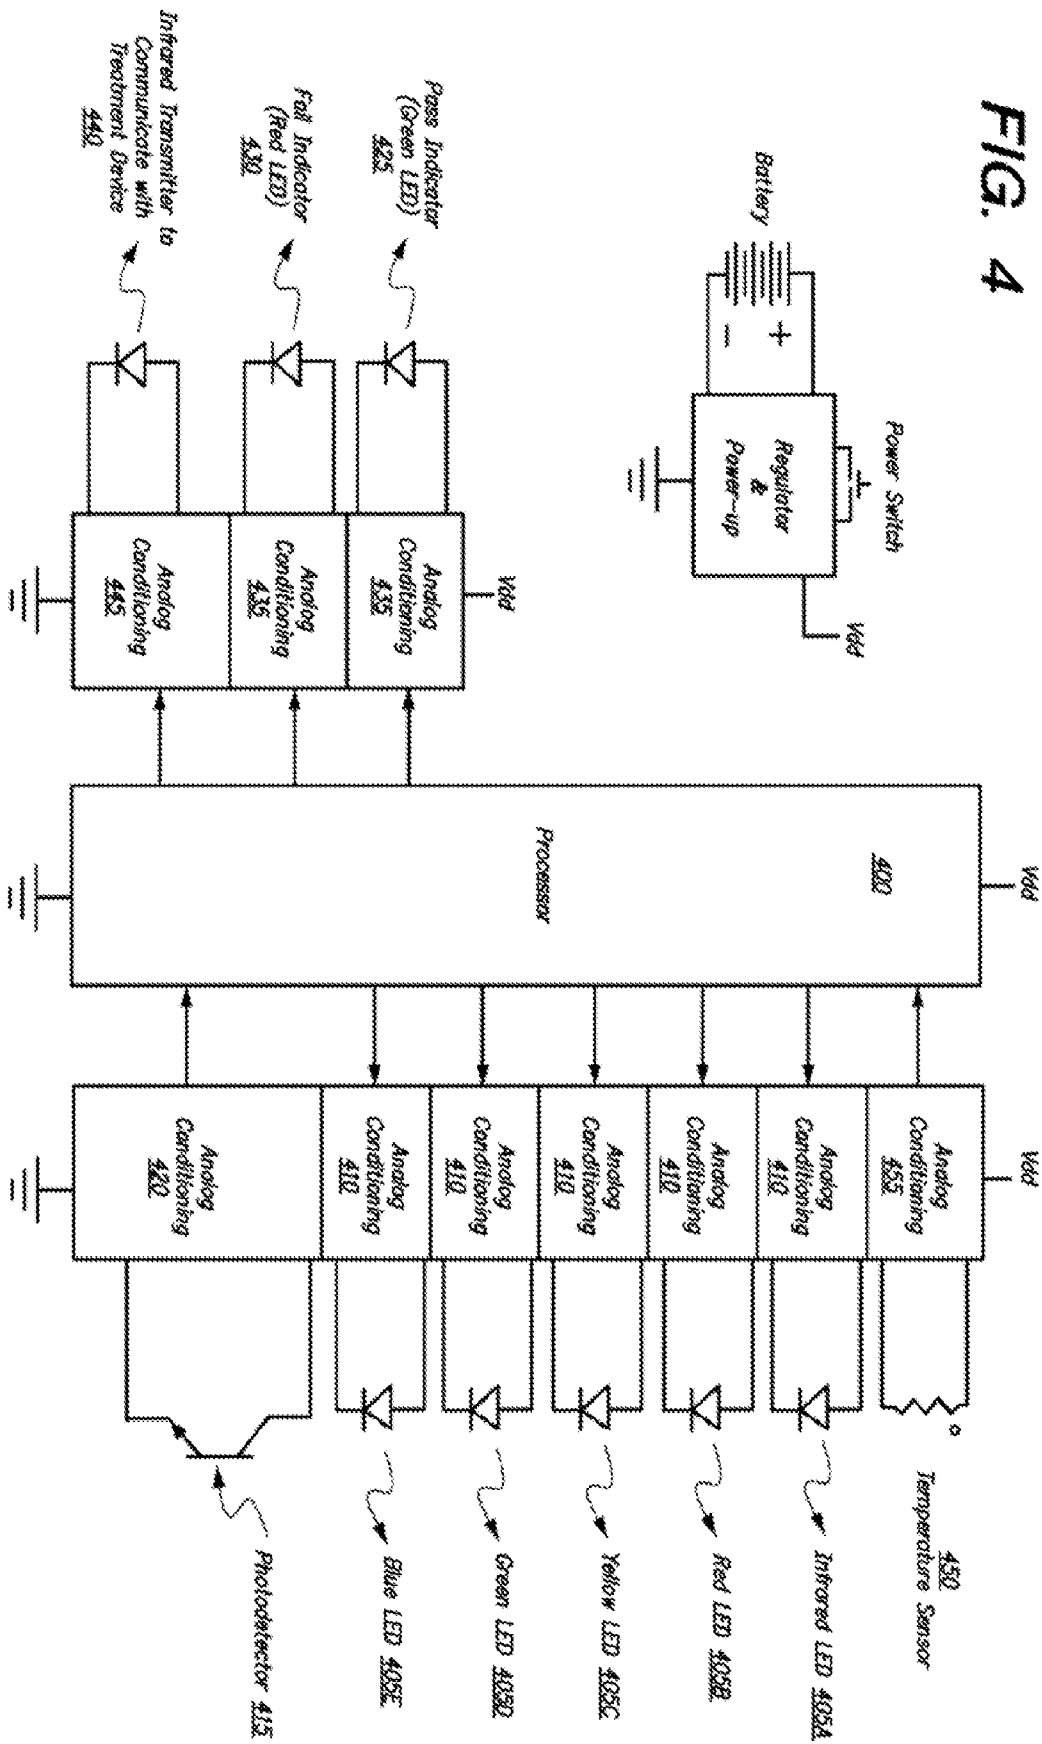 FIG. 4
Battery
+
-
Power Switch
Regulator
&
Power-up
Vdd
Pass Indicator
(Green LED)
425
Fail Indicator
(Red LED)
430
Infrared Transmitter to
Communicate with
Treatment Device
440
Vdd
Analog
Conditioning
435
Analog
Conditioning
435
Analog
Conditioning
445
Vdd
400
Processor
Vdd
Analog
Conditioning
455
Analog
Conditioning
410
Analog
Conditioning
410
Analog
Conditioning
410
Analog
Conditioning
410
Analog
Conditioning
410
Analog
Conditioning
420
450
Temperature Sensor
Infrared LED 405A
Red LED 405B
Yellow LED 405C
Green LED 405D
Blue LED 405E
Photodetector 415